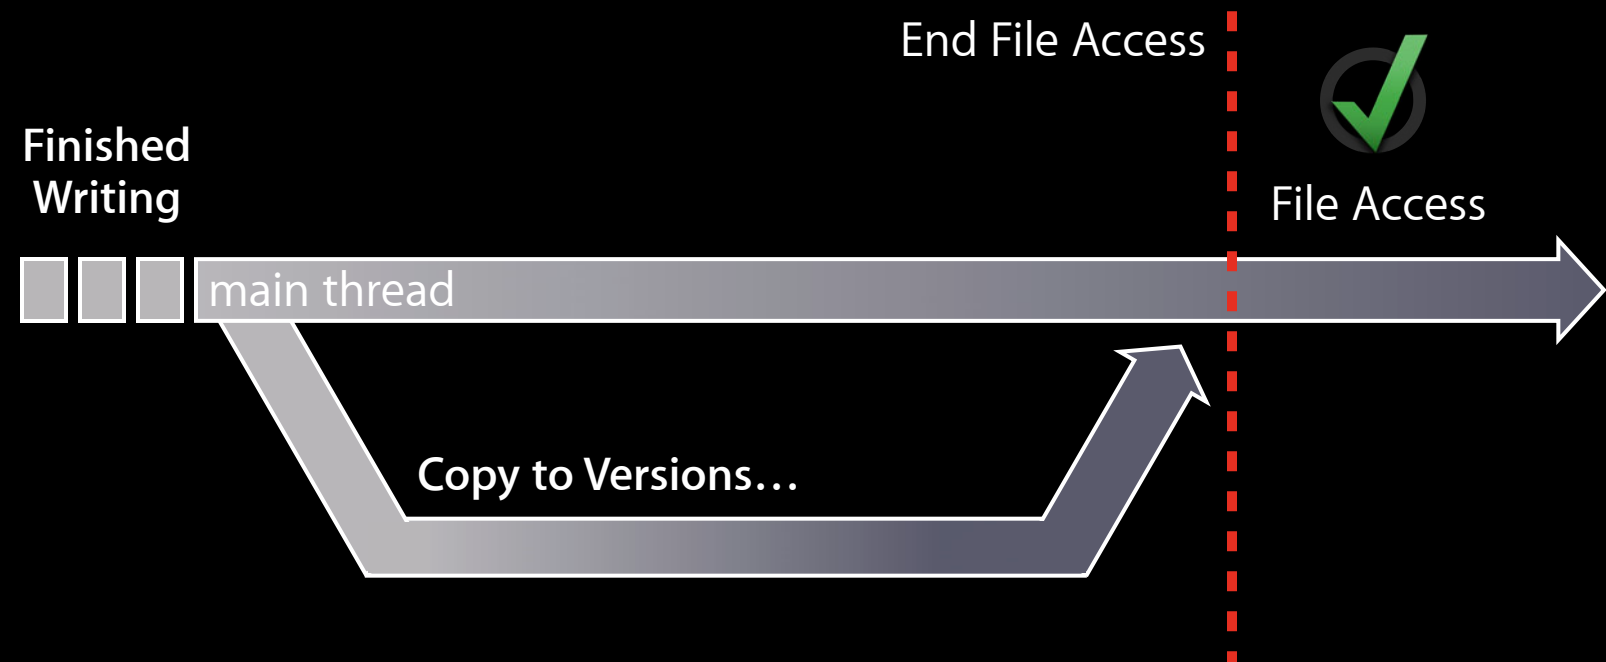 End File Access
Finished
Writing
File Access
main thread
Copy to Versions…